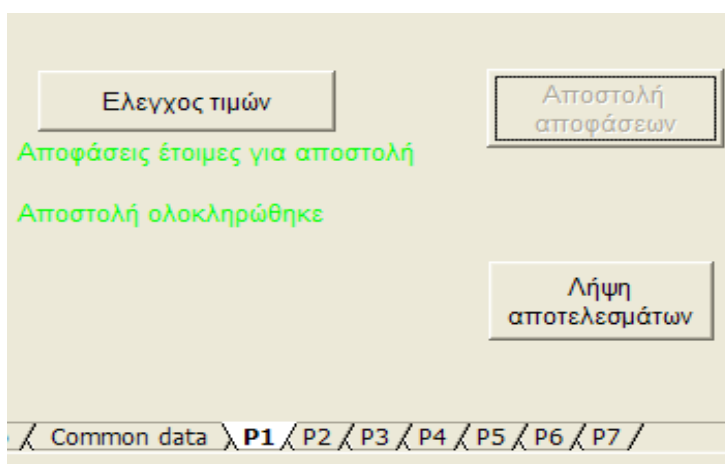 Ελεγχος τιμών
Αποστολή
αποφάσεων
Αποφάσεις έτοιμες για αποστολή
Αποστολή ολοκληρώθηκε
Λήψη
αποτελεσμάτων
Common data P1 P2 P3 P4 P5 P6 P7